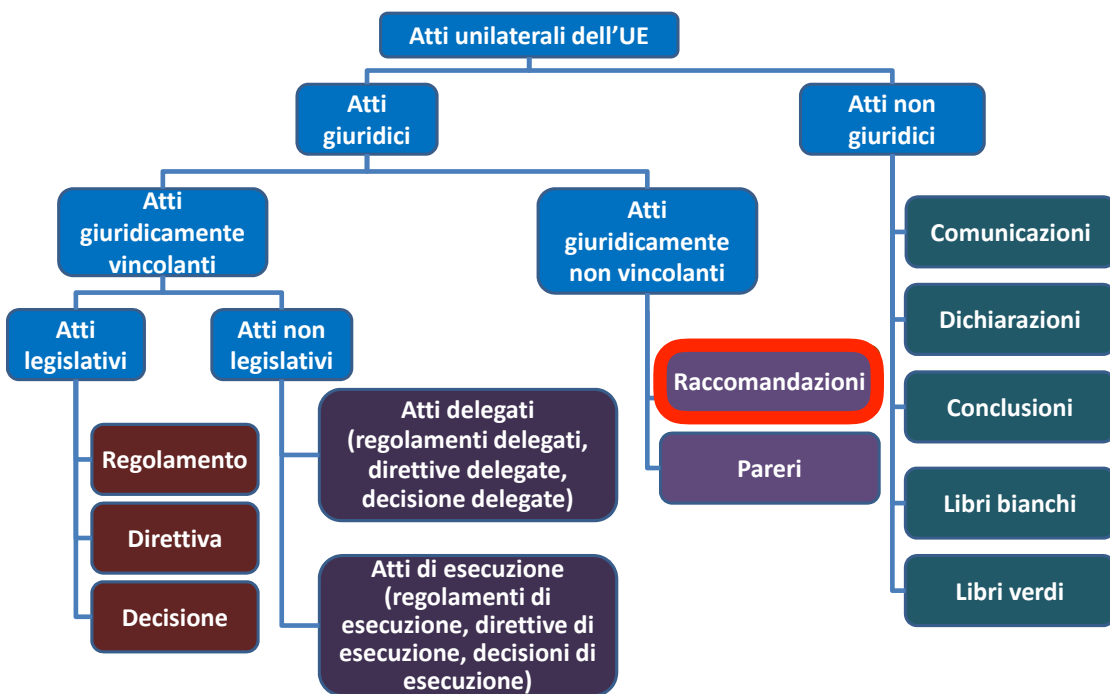 Atti unilaterali dell’UE
Atti
giuridici
Atti non
giuridici
Atti
giuridicamente
vincolanti
Atti
giuridicamente
non vincolanti
Atti
legislativi
Atti non
legislativi
Regolamento
Direttiva
Decisione
Atti delegati
(regolamenti delegati,
direttive delegate,
decisione delegate)
Atti di esecuzione
(regolamenti di
esecuzione, direttive di
esecuzione, decisioni di
esecuzione)
Raccomandazioni
Pareri
Comunicazioni
Dichiarazioni
Conclusioni
Libri bianchi
Libri verdi